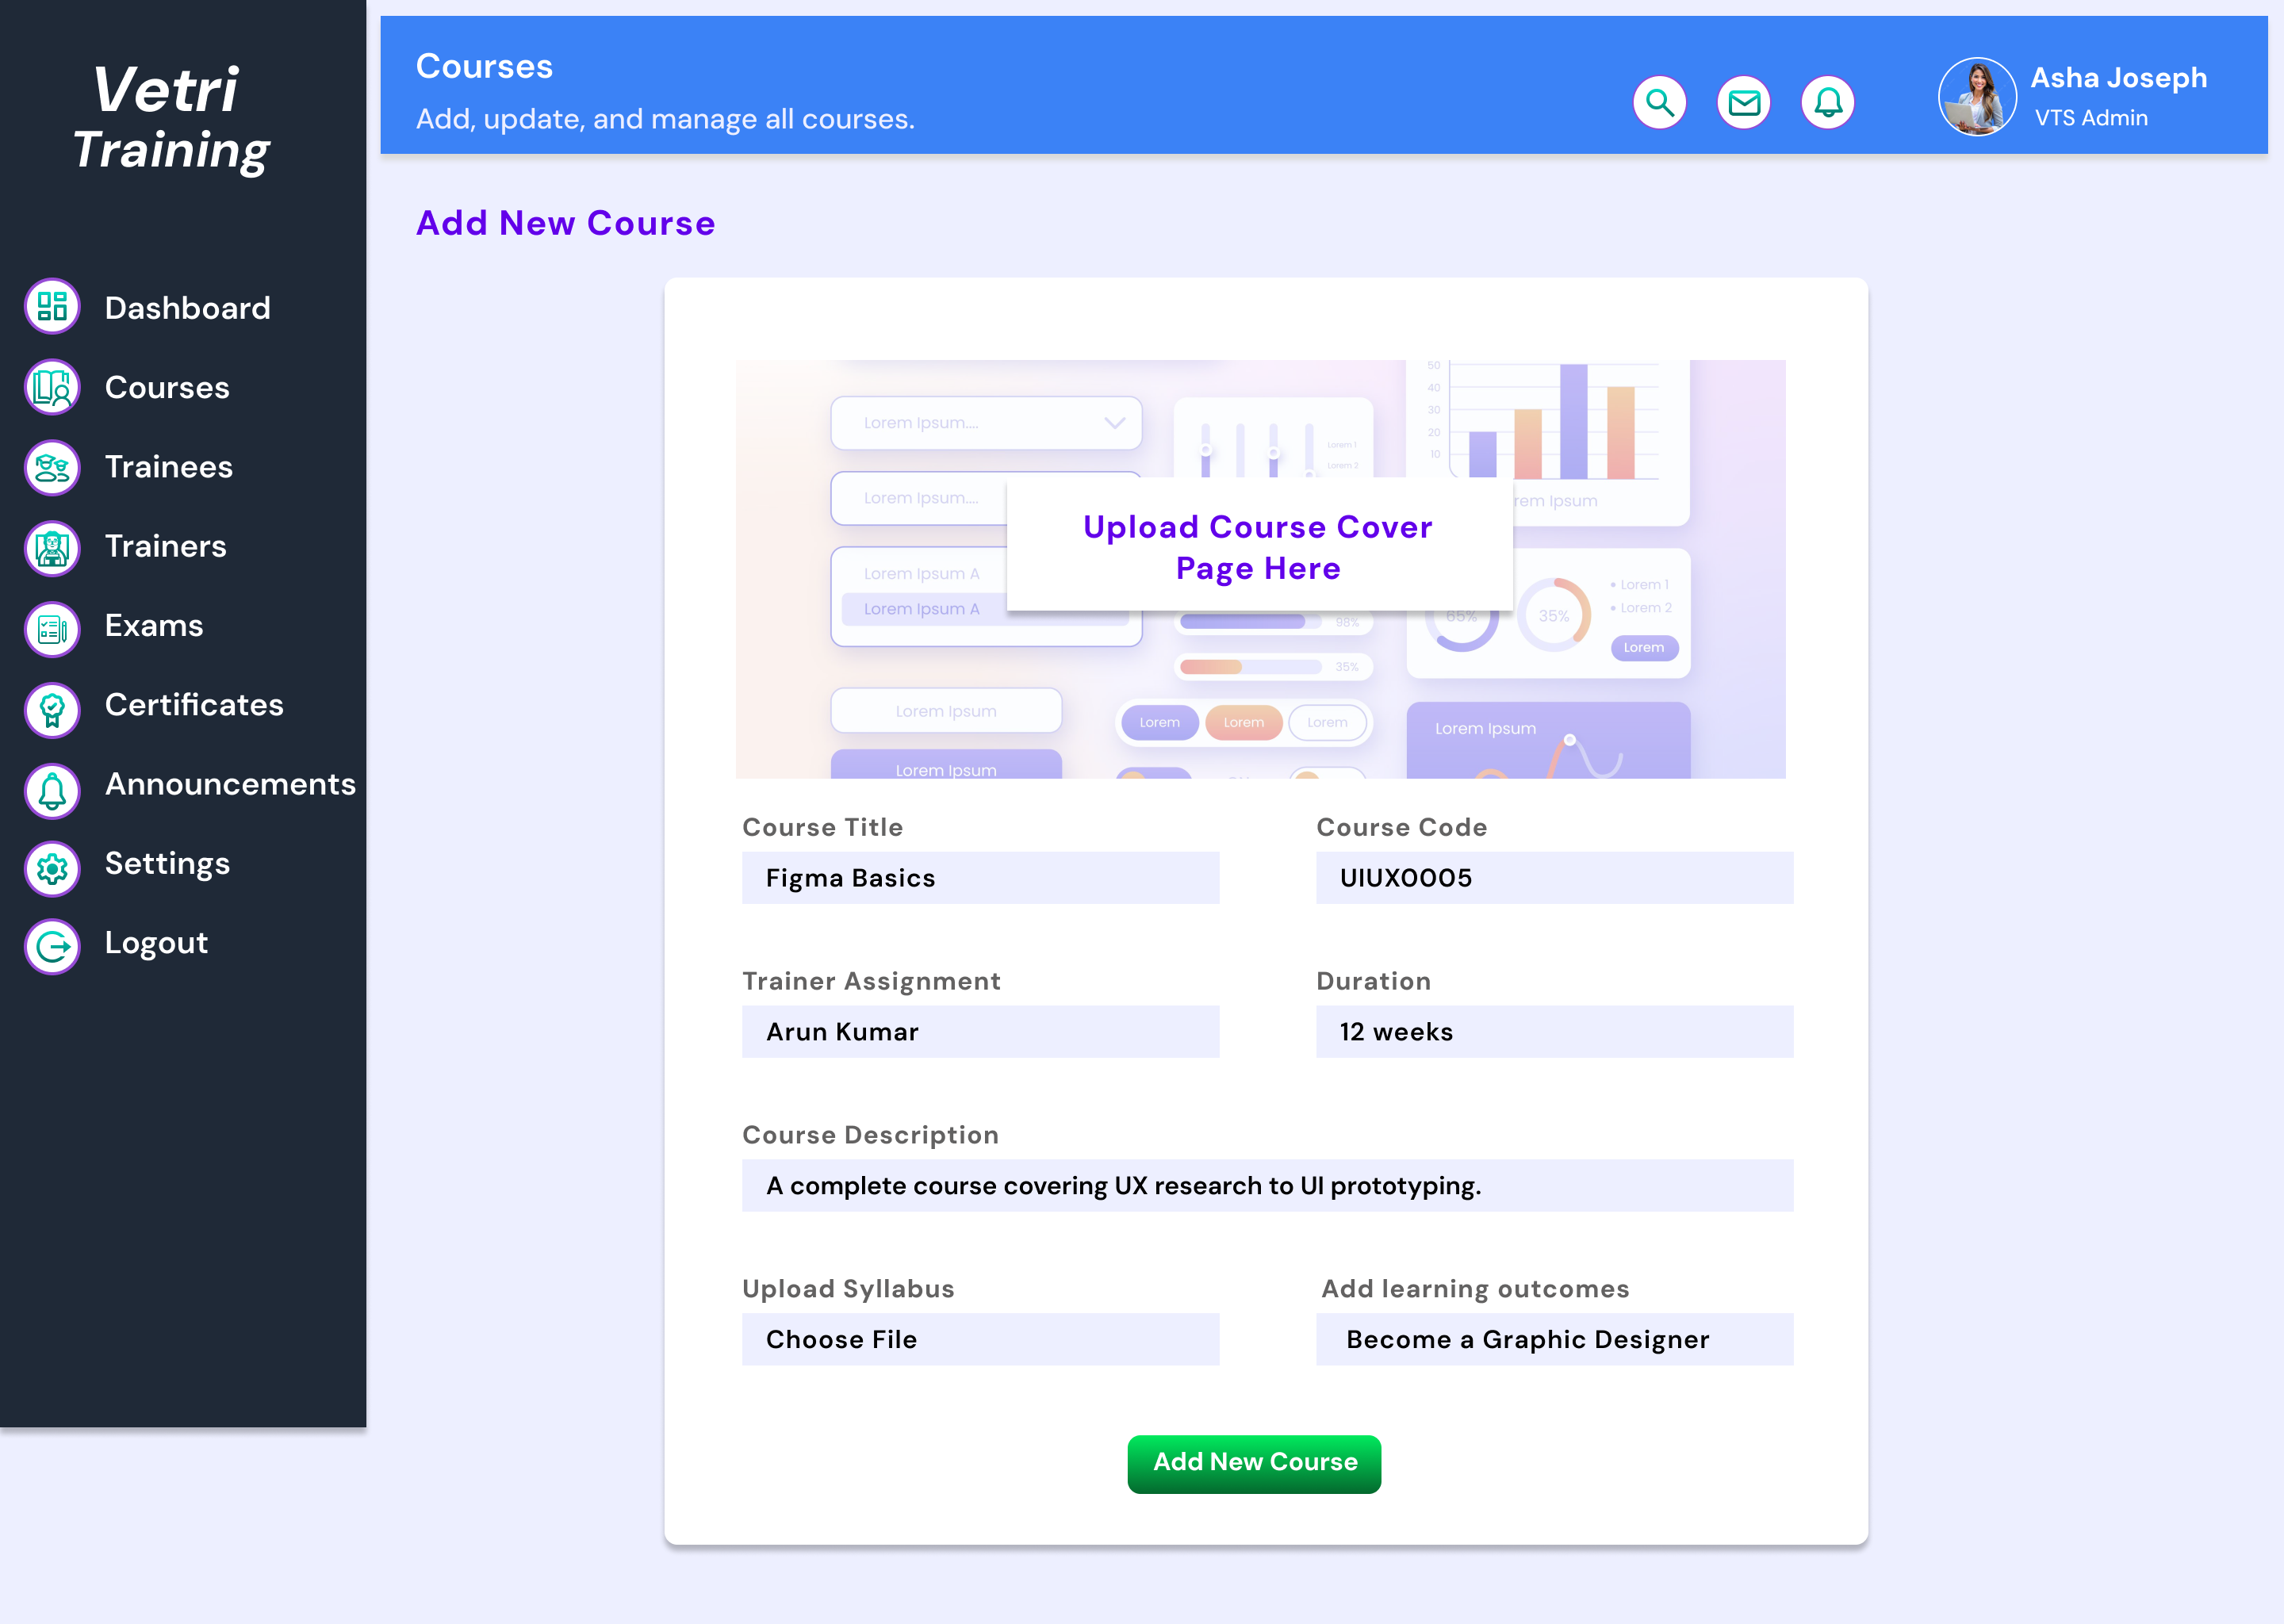 Vetri
Training
Dashboard
Courses
Trainees
Trainers
Exams
Certificates
Announcements
Settings
Logout
Courses
Add, update, and manage all courses.
Asha Joseph
VTS Admin
Add New Course
Lorem Ipsum....
Lorem Ipsum....
Lorem Ipsum A
Lorem Ipsum A
Lorem Ipsum
Lorem Ipsum
Lorem 1
Lorem 2
50
40
30
20
10
rem Ipsum
Upload Course Cover
Page Here
98%
35%
65%
35%
• Lorem 1
• Lorem 2
Lorem
Lorem
Lorem
Lorem
Lorem Ipsum
Course Title
Figma Basics
Course Code
UIUX0005
Trainer Assignment
Arun Kumar
Duration
12 weeks
Course Description
A complete course covering UX research to UI prototyping.
Upload Syllabus
Choose File
Add learning outcomes
Become a Graphic Designer
Add New Course